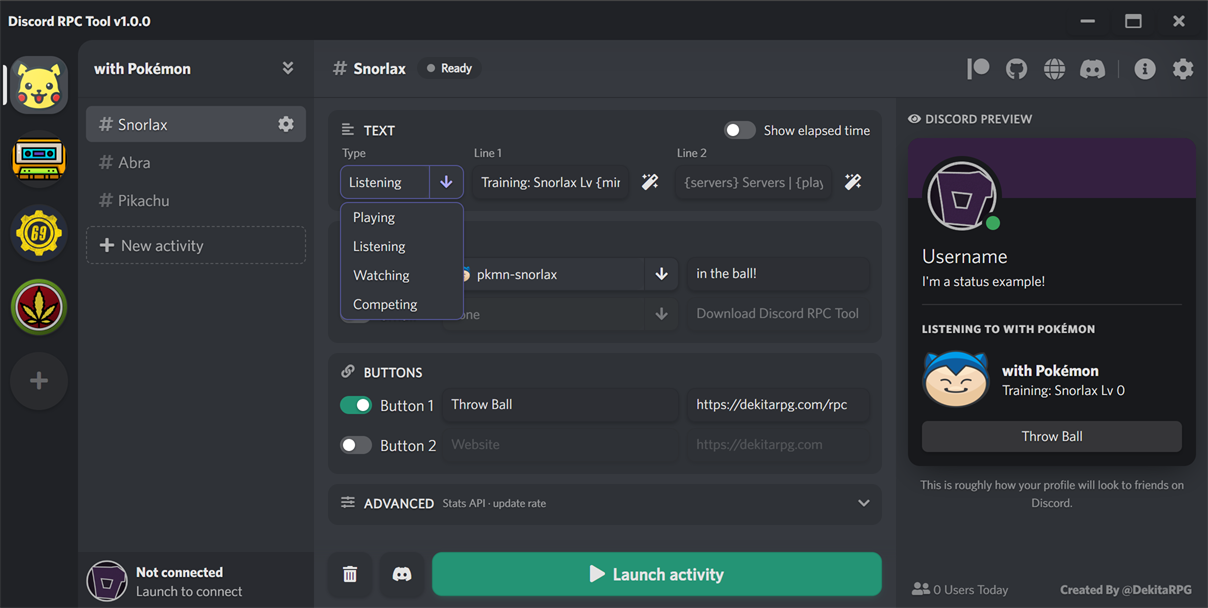 Discord RPC Tool v1.0.0
with Pokémon
# Snorlax
# Abra
# Pikachu
+ New activity
69
Not connected
Launch to connect
# Snorlax
Ready
TEXT
Show elapsed time
Type
Line 1
Line 2
Listening
Training: Snorlax Lv {mir
{servers} Servers | {play
Playing
Listening
Watching
Competing
pkmn-snorlax
in the ball!
one
Download Discord RPC Tool
BUTTONS
Button 1
Throw Ball
https://dekitarpg.com/rpc
Button 2
Website
https://dekitarpg.com
ADVANCED
Stats API · update rate
Launch activity
DISCORD PREVIEW
Username
I'm a status example!
LISTENING TO WITH POKÉMON
with Pokémon
Training: Snorlax Lv 0
Throw Ball
This is roughly how your profile will look to friends on
Discord.
0 Users Today
Created By @DekitaRPG